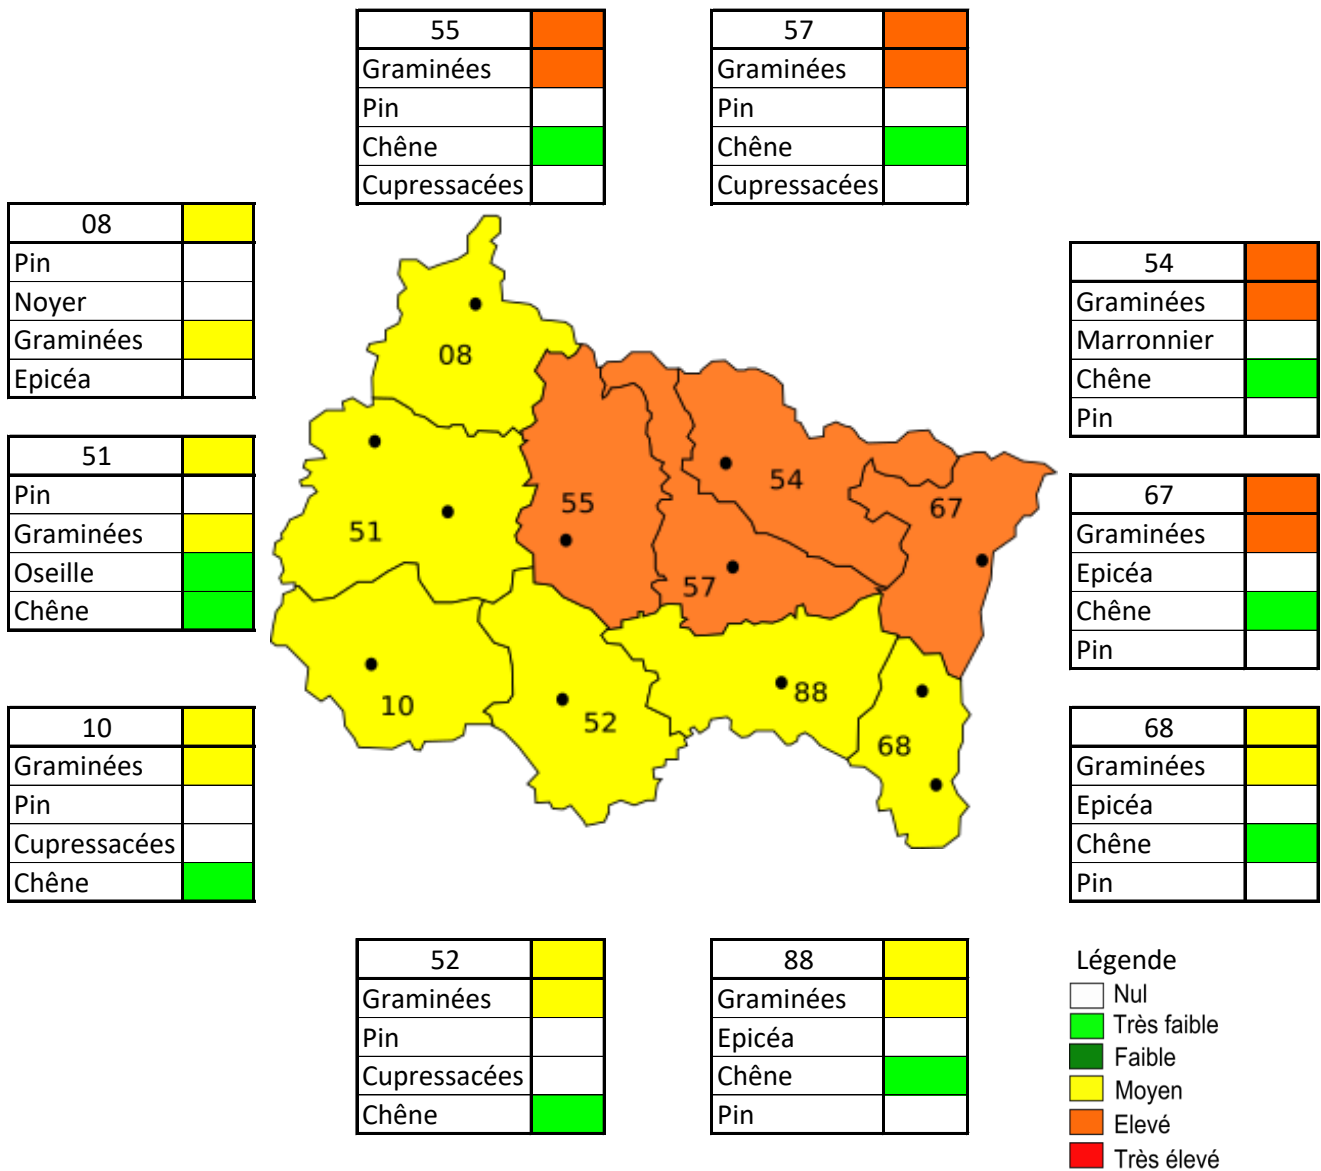 55
Graminées
Pin
Chêne
Cupressacées
57
Graminées
Pin
Chêne
Cupressacées
08
Pin
Noyer
Graminées
Epicéa
54
Graminées
Marronnier
Chêne
Pin
51
Pin
Graminées
Oseille
Chêne
67
Graminées
Epicéa
Chêne
Pin
10
Graminées
Pin
Cupressacées
Chêne
68
Graminées
Epicéa
Chêne
Pin
08
54
55
67
51
57
88
10
52
68
52
Graminées
Pin
Cupressacées
Chêne
88
Graminées
Epicéa
Chêne
Pin
Légende
Nul
Très faible
Faible
Moyen
Elevé
Très élevé